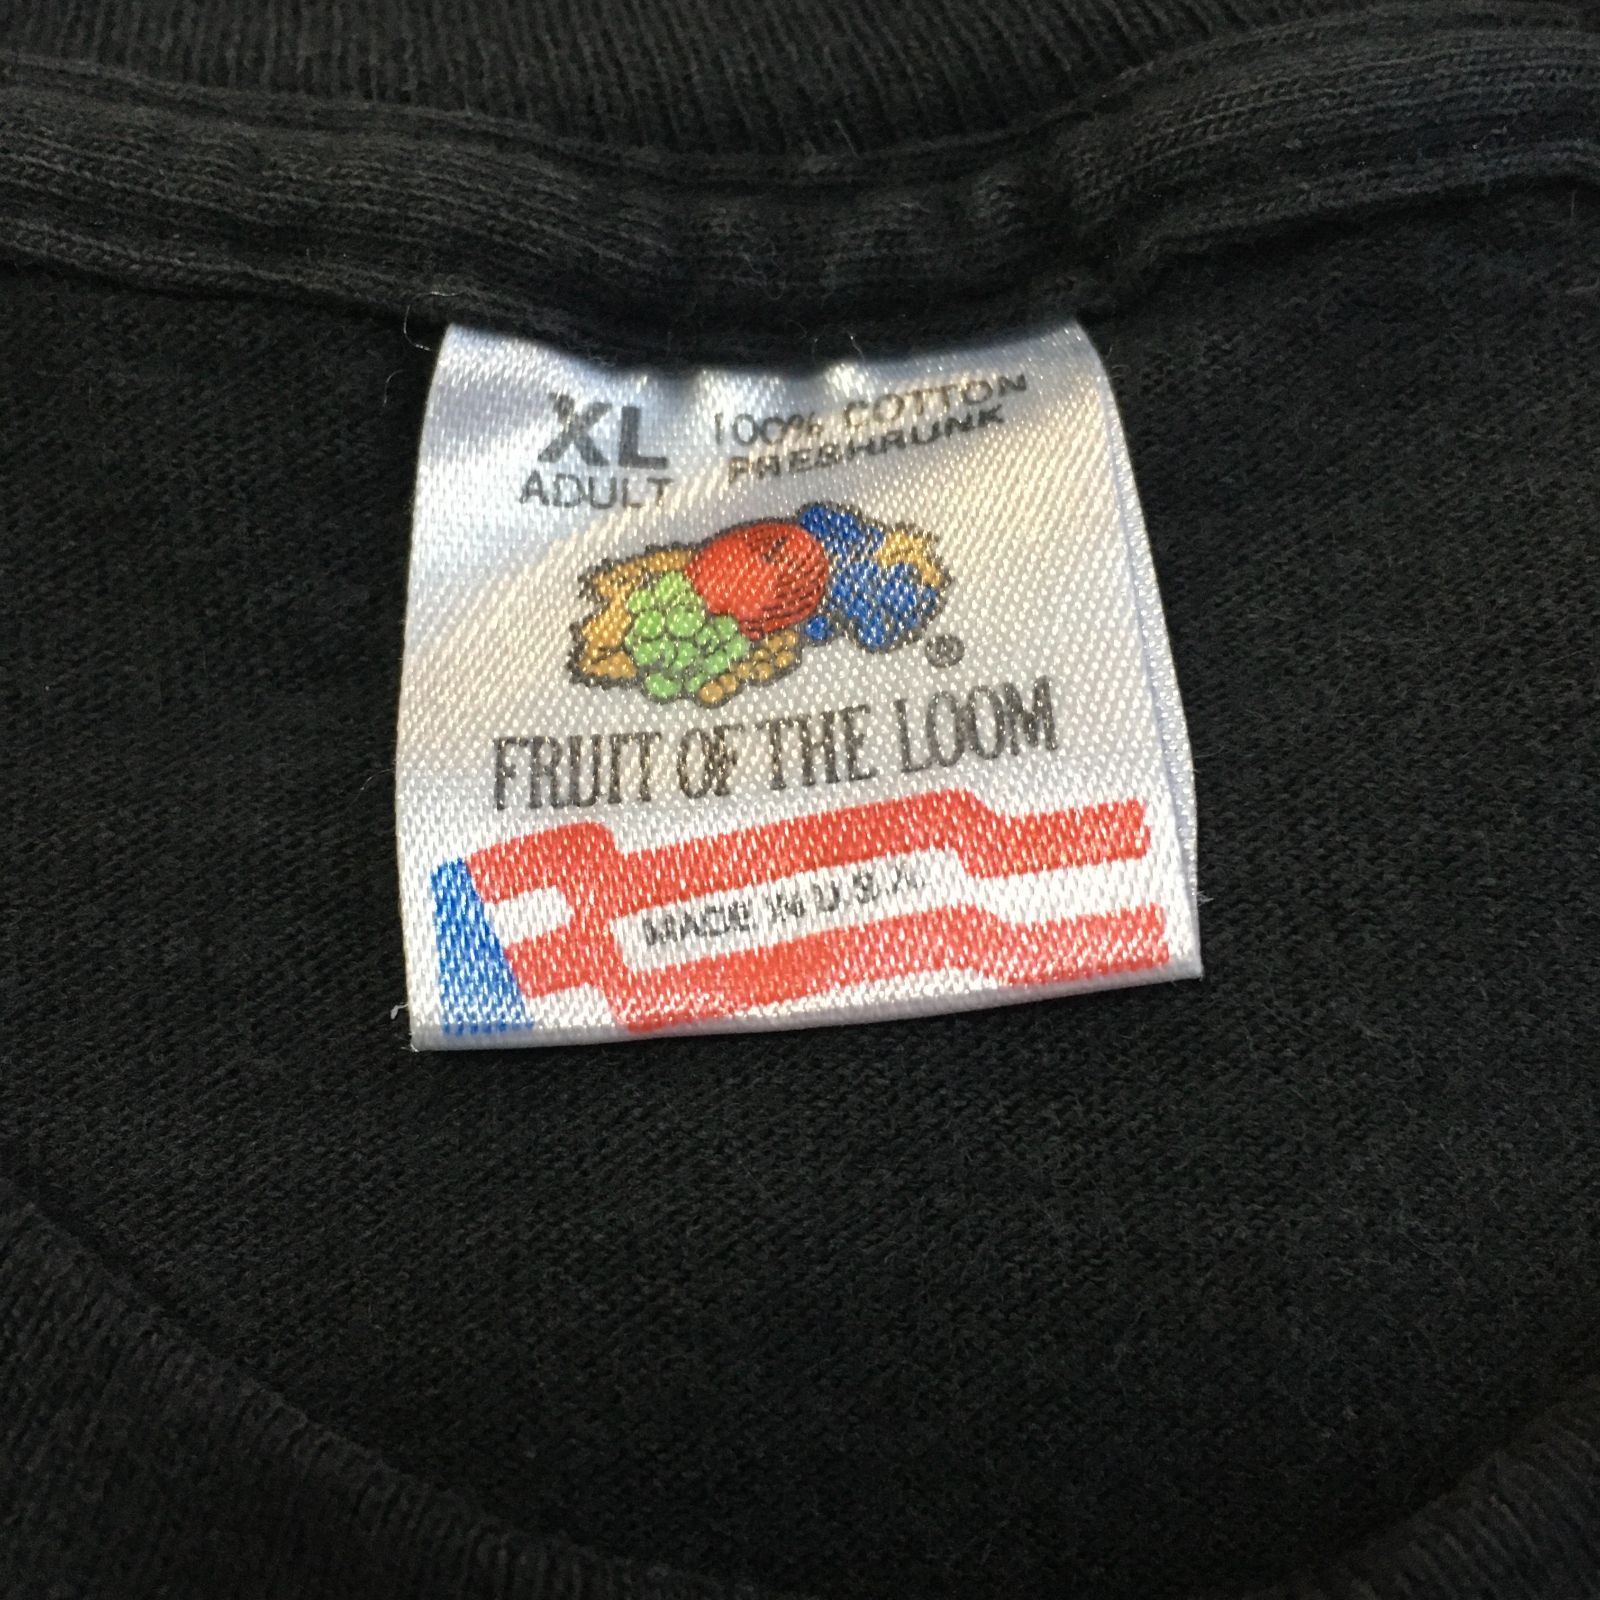 XL
ADULT
100% COTTON
PRESHRUNK
®
FRUIT OF THE LOOM
MADE IN U.S.A.